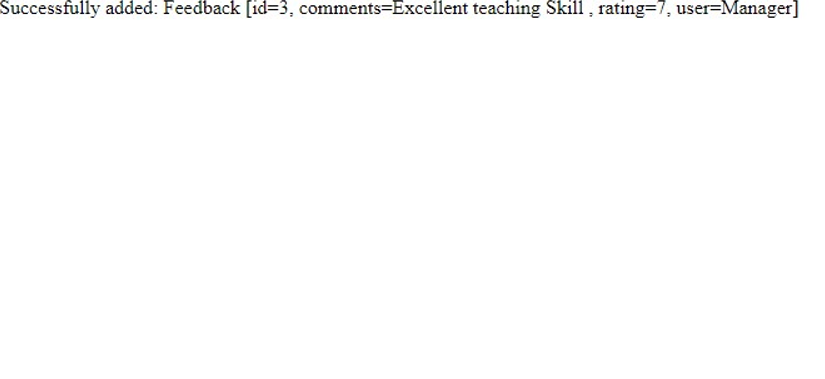 Successfully added: Feedback [id=3, comments=Excellent teaching Skill , rating=7, user=Manager]